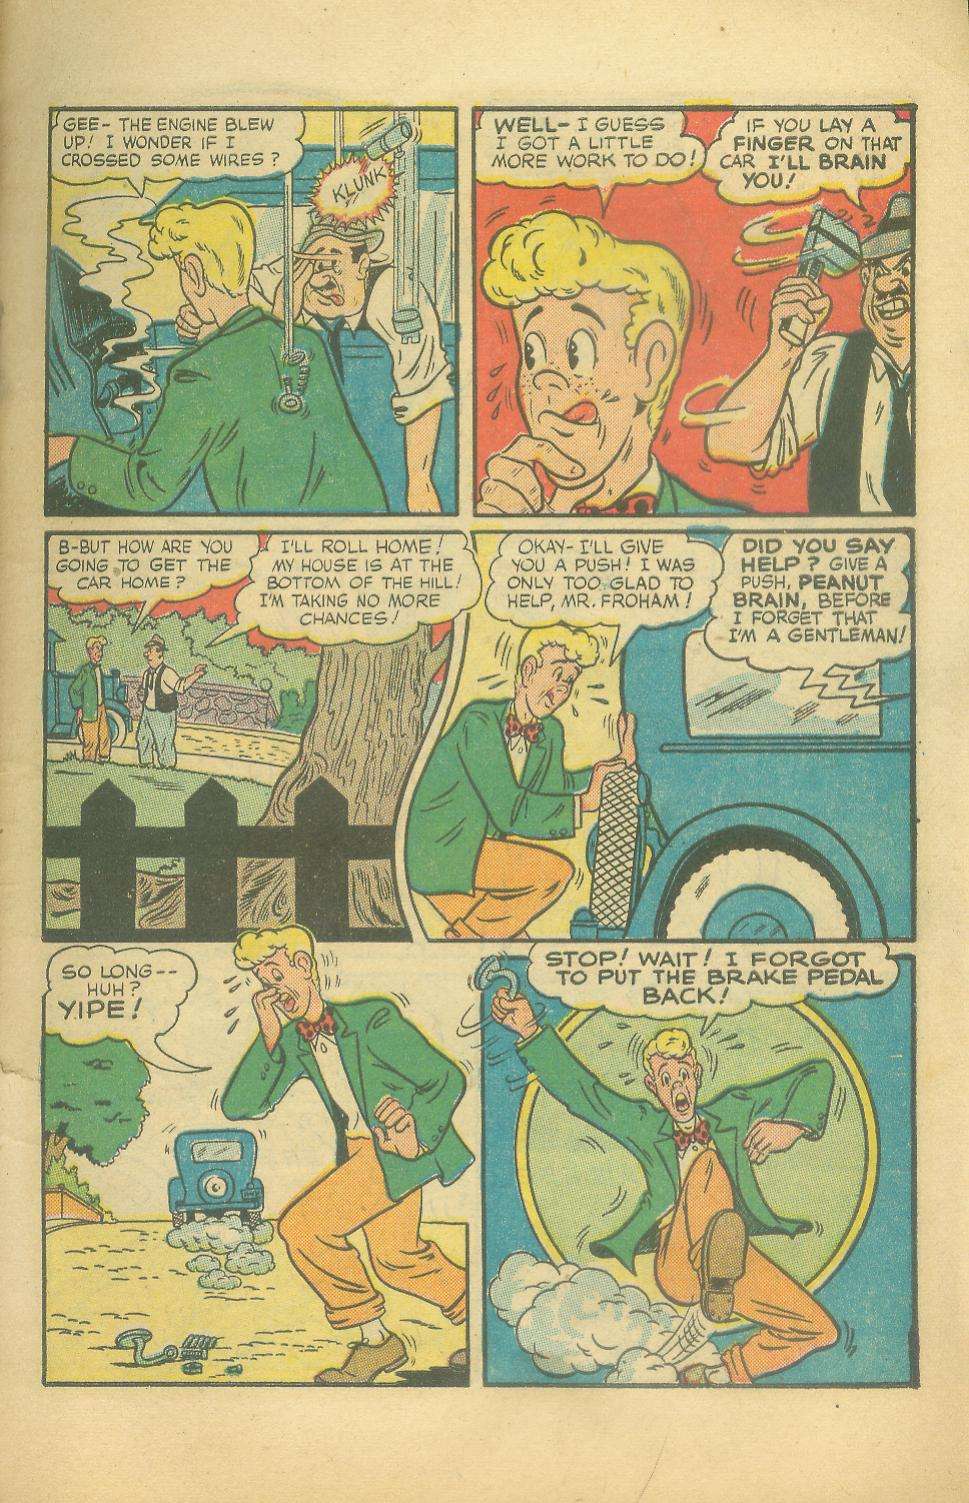 GEE- THE ENGINE BLEW
UP! I WONDER IF I
CROSSED SOME WIRES?
KLUNK
WELL- I GUESS
I GOT A LITTLE
MORE WORK TO DO!
IF YOU LAY A
FINGER ON THAT
CAR I'LL BRAIN
YOU!
B-BUT HOW ARE YOU
GOING TO GET THE
CAR HOME?
I'LL ROLL HOME!
MY HOUSE IS AT THE
BOTTOM OF THE HILL!
I'M TAKING NO MORE
CHANCES!
OKAY- I'LL GIVE
YOU A PUSH! I WAS
ONLY TOO GLAD TO
HELP, MR. FROHAM!
DID YOU SAY
HELP? GIVE A
PUSH, PEANUT
BRAIN, BEFORE
I FORGET THAT
I'M A GENTLEMAN!
SO LONG--
HUH?
YIPE!
STOP! WAIT! I FORGOT
TO PUT THE BRAKE PEDAL
BACK!